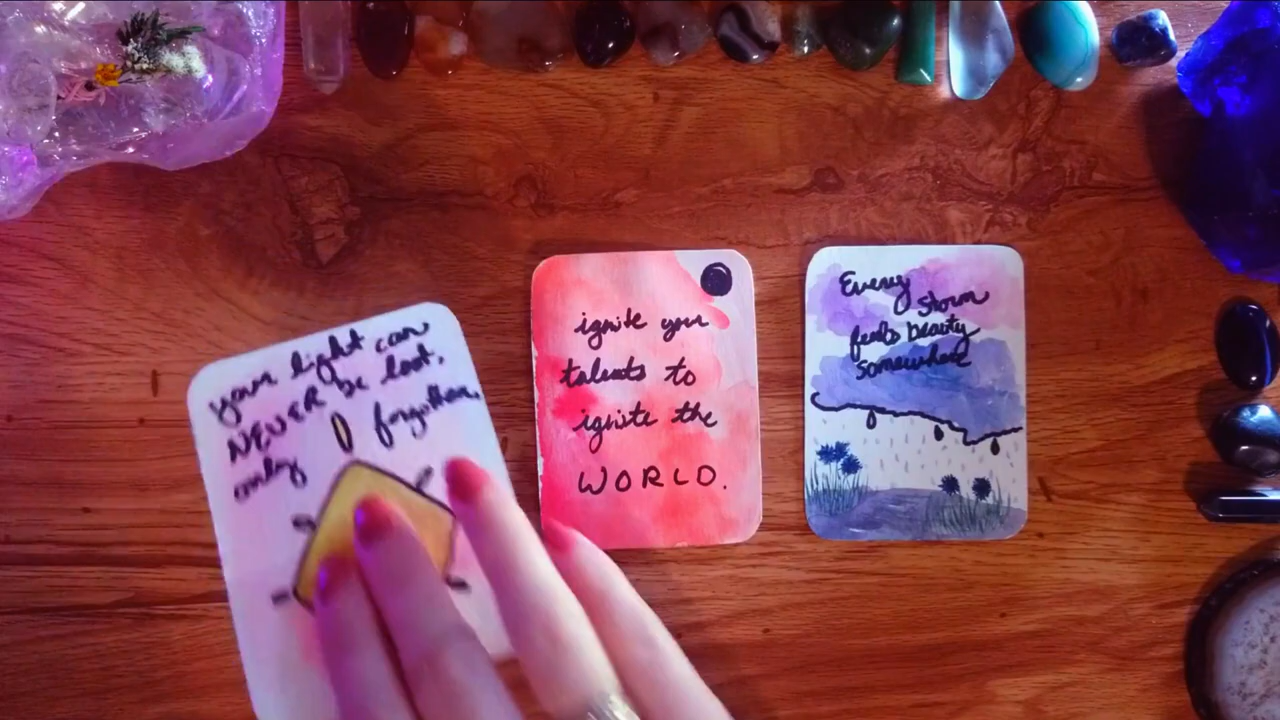 your light can
NEVER be lost,
only forgotten.
ignite your
talents to
ignite the
WORLD.
Every
storm
feeds beauty
somewhere